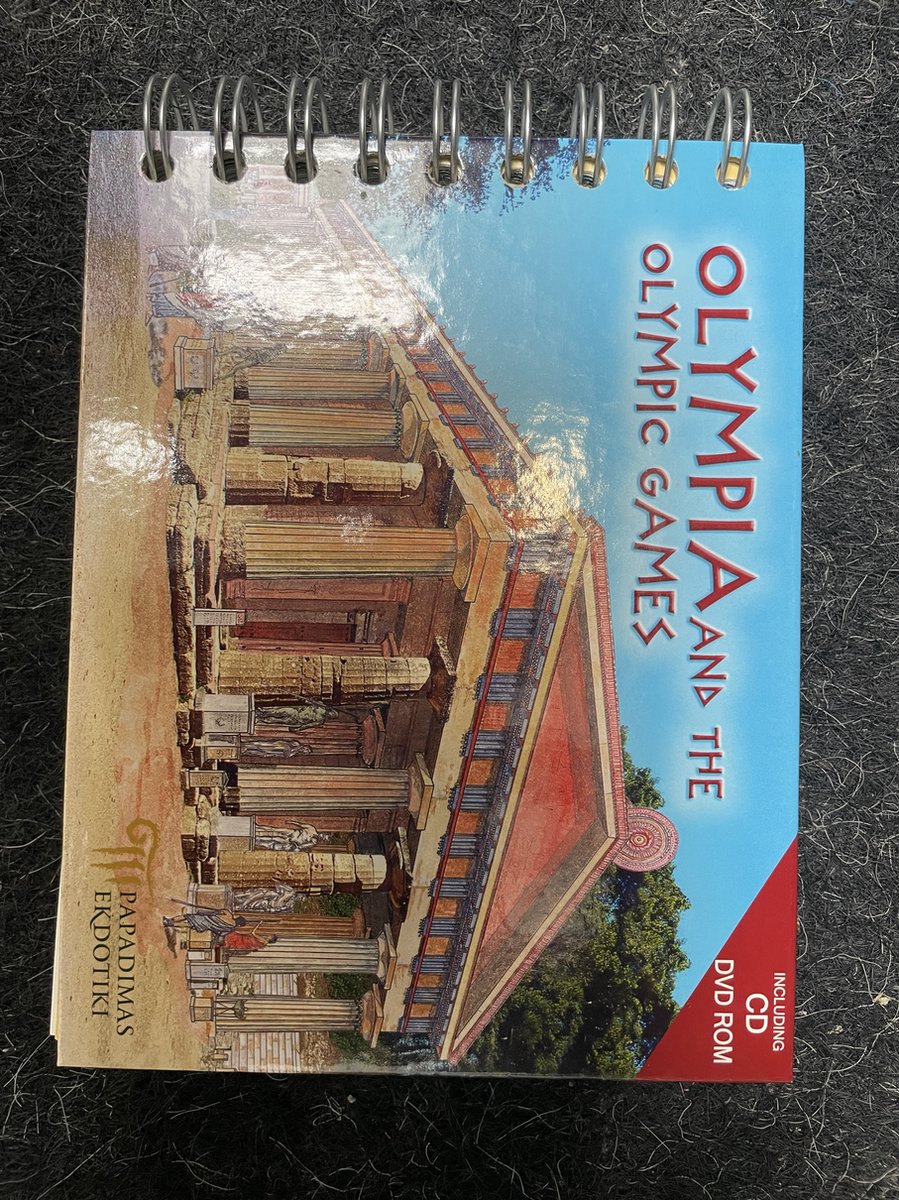 OLYMPIA AND THE
OLYMPIC GAMES
INCLUDING
CD
DVD ROM
PAPADIMAS
EKDOTIKI